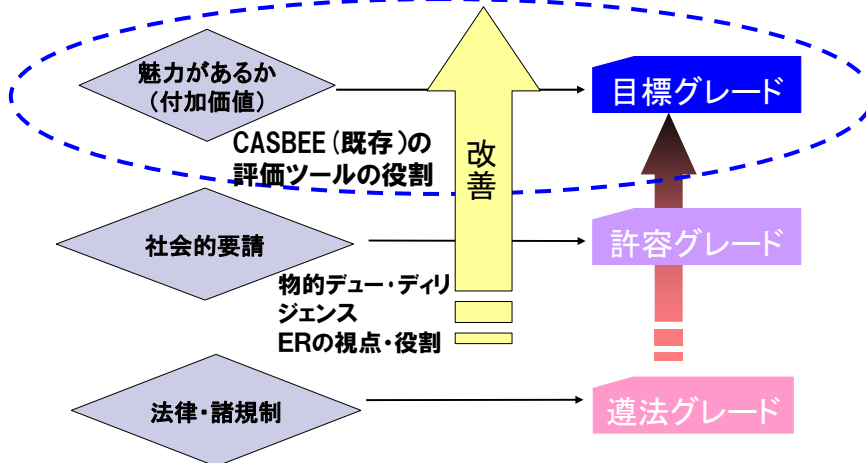 魅力があるか
(付加価値)
目標グレード
CASBEE(既存)の
評価ツールの役割
改善
社会的要請
許容グレード
物的デュー・ディリ
ジェンス
ERの視点・役割
法律・諸規制
遵法グレード